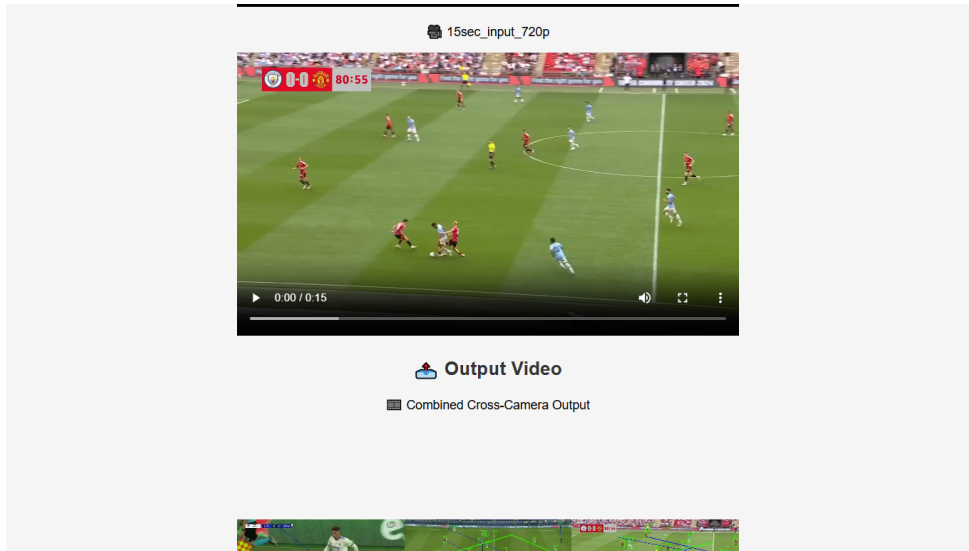 15sec_input_720p
0-0 80:55
0:00 / 0:15
Output Video
Combined Cross-Camera Output